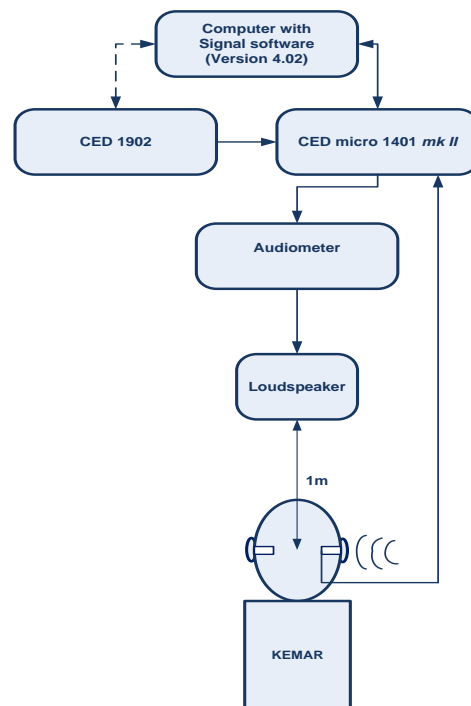 Computer with
Signal software
(Version 4.02)
CED 1902
CED micro 1401 mk II
Audiometer
Loudspeaker
1m
KEMAR